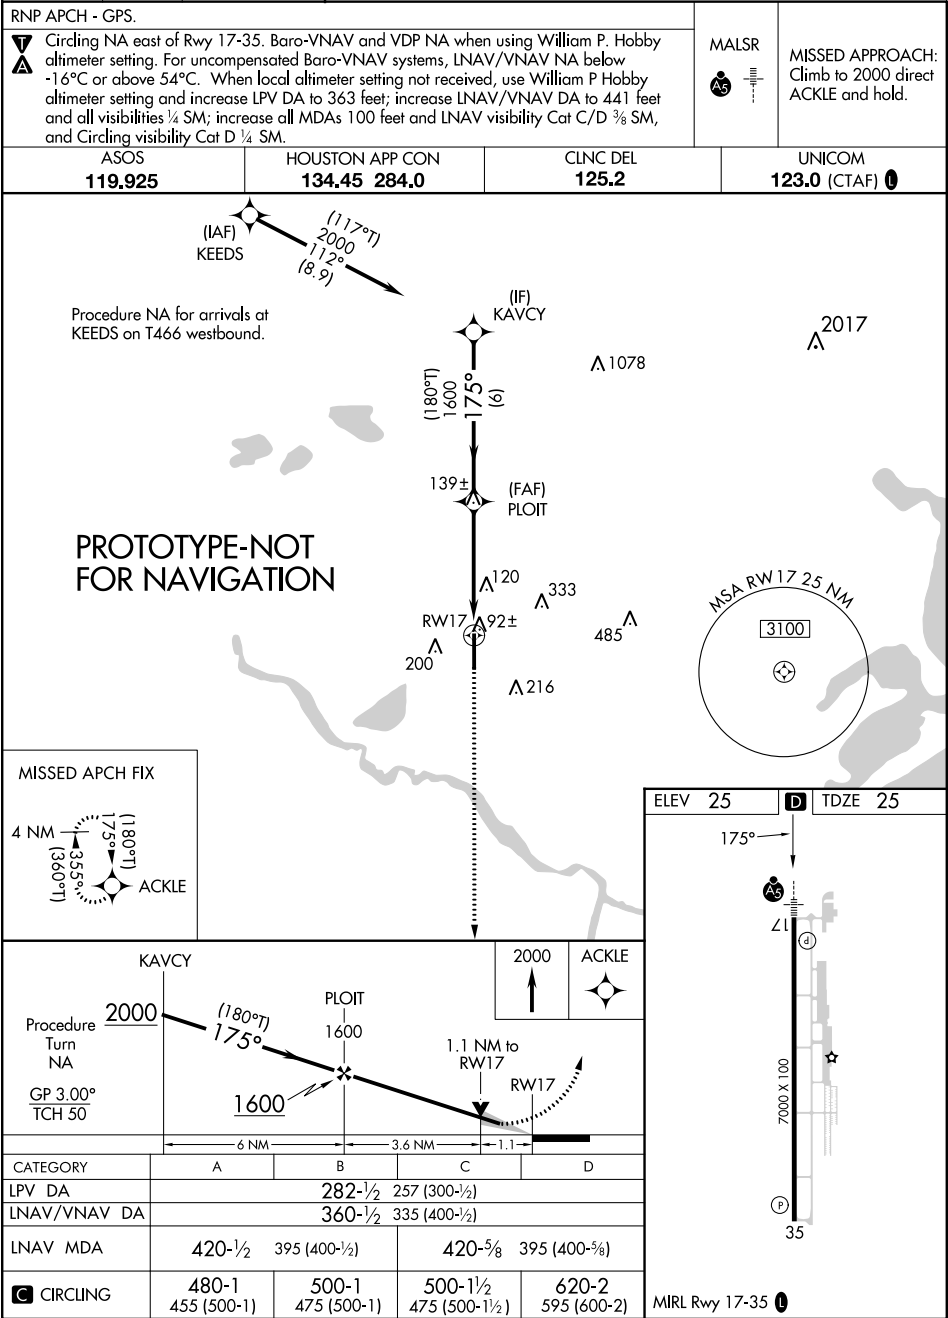 RNP APCH - GPS.
T
A
Circling NA east of Rwy 17-35. Baro-VNAV and VDP NA when using William P. Hobby
altimeter setting. For uncompensated Baro-VNAV systems, LNAV/VNAV NA below
-16°C or above 54°C. When local altimeter setting not received, use William P Hobby
altimeter setting and increase LPV DA to 363 feet; increase LNAV/VNAV DA to 441 feet
and all visibilities ¼ SM; increase all MDAs 100 feet and LNAV visibility Cat C/D ⅜ SM,
and Circling visibility Cat D ¼ SM.
MALSR
A5
MISSED APPROACH:
Climb to 2000 direct
ACKLE and hold.
ASOS
119.925
HOUSTON APP CON
134.45 284.0
CLNC DEL
125.2
UNICOM
123.0 (CTAF) L
(IAF)
KEEDS
(117°T)
2000
112°
(8.9)
Procedure NA for arrivals at
KEEDS on T466 westbound.
(IF)
KAVCY
1078
2017
(180°T)
1600
175°
(6)
139±
(FAF)
PLOIT
PROTOTYPE-NOT
FOR NAVIGATION
120
333
RW17
92±
485
200
216
MSA RW17 25 NM
3100
MISSED APCH FIX
4 NM
(180°T)
175°
355°
(360°T)
ACKLE
ELEV 25
D
TDZE 25
175°
A5
17
P
7000 X 100
P
35
MIRL Rwy 17-35 L
KAVCY
2000
Procedure
Turn
NA
GP 3.00°
TCH 50
(180°T)
175°
PLOIT
1600
1600
1.1 NM to
RW17
RW17
2000
ACKLE
6 NM
3.6 NM
1.1
CATEGORY A B C D
LPV DA 282-½ 257 (300-½)
LNAV/VNAV DA 360-½ 335 (400-½)
LNAV MDA 420-½ 395 (400-½) 420-⅝ 395 (400-⅝)
C CIRCLING 480-1 500-1 500-1½ 620-2
455 (500-1) 475 (500-1) 475 (500-1½) 595 (600-2)